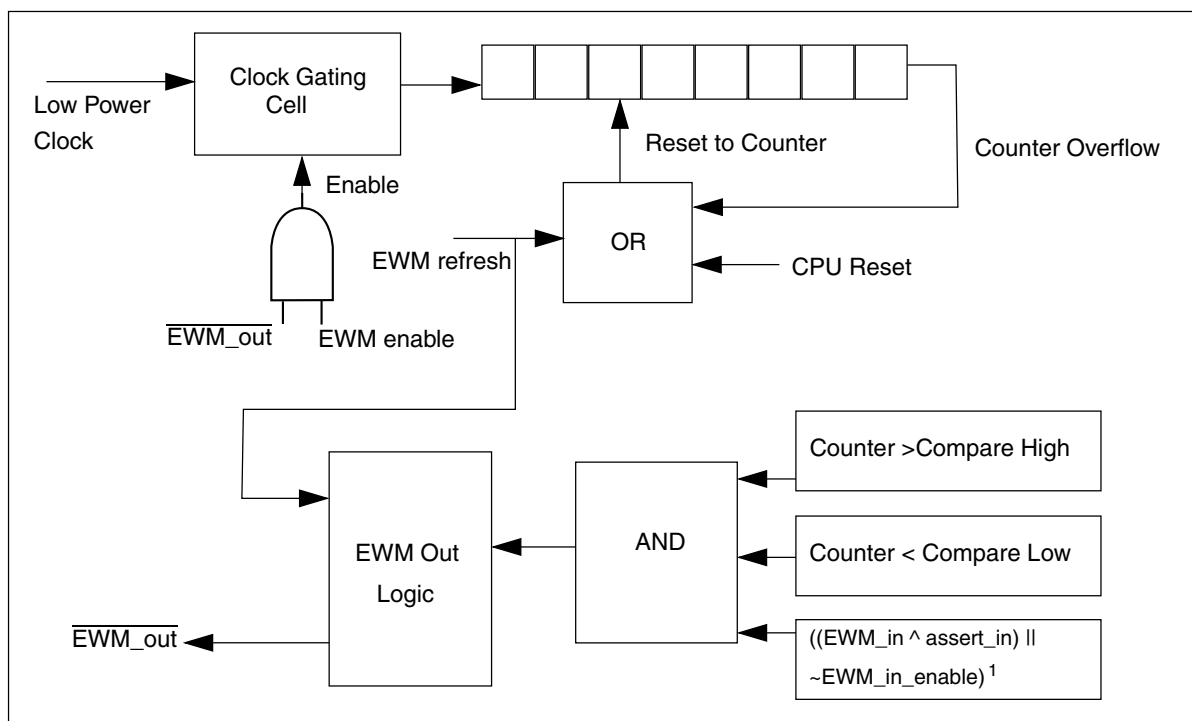 Clock Gating
Cell
Low Power
Clock
Reset to Counter
Counter Overflow
Enable
OR
EWM refresh
CPU Reset
EWM_out
EWM enable
Counter >Compare High
EWM Out
Logic
AND
Counter < Compare Low
EWM_out
((EWM_in ^ assert_in) ||
~EWM_in_enable) 1